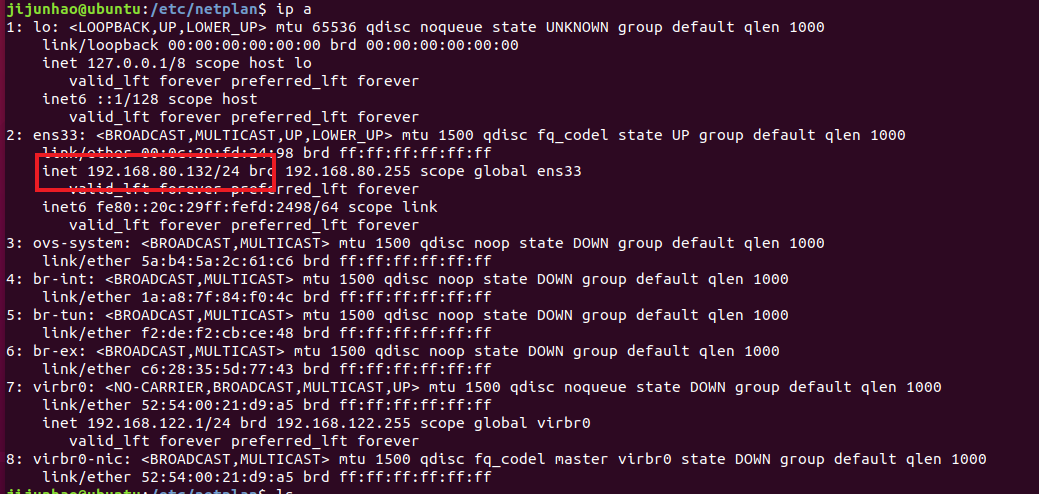 jijunhao@ubuntu:/etc/netplan$ ip a
1: lo: <LOOPBACK,UP,LOWER_UP> mtu 65536 qdisc noqueue state UNKNOWN group default qlen 1000
link/loopback 00:00:00:00:00:00 brd 00:00:00:00:00:00
inet 127.0.0.1/8 scope host lo
valid_lft forever preferred_lft forever
inet6 ::1/128 scope host
valid_lft forever preferred_lft forever
2: ens33: <BROADCAST,MULTICAST,UP,LOWER_UP> mtu 1500 qdisc fq_codel state UP group default qlen 1000
link/ether 00:0c:29:fd:24:98 brd ff:ff:ff:ff:ff:ff
inet 192.168.80.132/24 brd 192.168.80.255 scope global ens33
valid_lft forever preferred_lft forever
inet6 fe80::20c:29ff:fefd:2498/64 scope link
valid_lft forever preferred_lft forever
3: ovs-system: <BROADCAST,MULTICAST> mtu 1500 qdisc noop state DOWN group default qlen 1000
link/ether 5a:b4:5a:2c:61:c6 brd ff:ff:ff:ff:ff:ff
4: br-int: <BROADCAST,MULTICAST> mtu 1500 qdisc noop state DOWN group default qlen 1000
link/ether 1a:a8:7f:84:f0:4c brd ff:ff:ff:ff:ff:ff
5: br-tun: <BROADCAST,MULTICAST> mtu 1500 qdisc noop state DOWN group default qlen 1000
link/ether f2:de:f2:cb:ce:48 brd ff:ff:ff:ff:ff:ff
6: br-ex: <BROADCAST,MULTICAST> mtu 1500 qdisc noop state DOWN group default qlen 1000
link/ether c6:28:35:5d:77:43 brd ff:ff:ff:ff:ff:ff
7: virbr0: <NO-CARRIER,BROADCAST,MULTICAST,UP> mtu 1500 qdisc noqueue state DOWN group default qlen 1000
link/ether 52:54:00:21:d9:a5 brd ff:ff:ff:ff:ff:ff
inet 192.168.122.1/24 brd 192.168.122.255 scope global virbr0
valid_lft forever preferred_lft forever
8: virbr0-nic: <BROADCAST,MULTICAST> mtu 1500 qdisc fq_codel master virbr0 state DOWN group default qlen 1000
link/ether 52:54:00:21:d9:a5 brd ff:ff:ff:ff:ff:ff
jijunhao@ubuntu:/etc/netplan$ ls